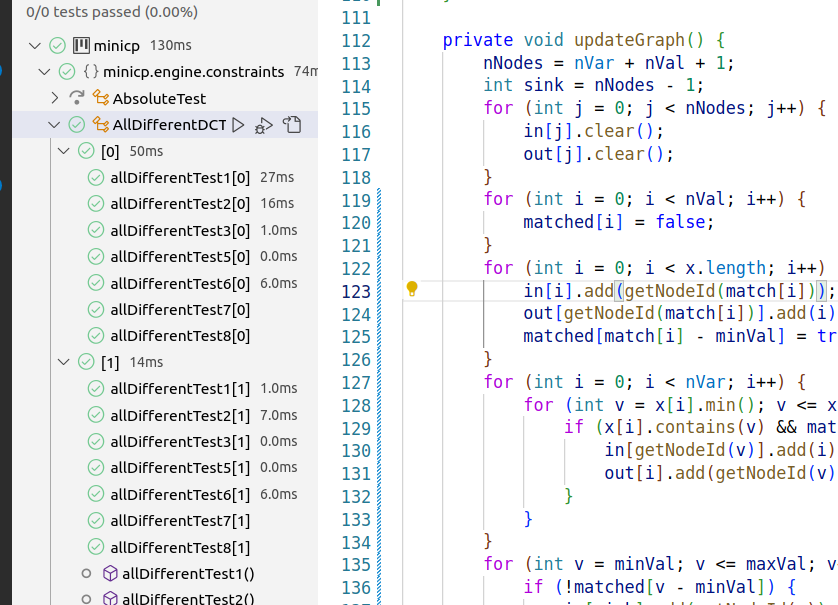 0/0 tests passed (0.00%)
minicp 130ms
{} minicp.engine.constraints 74m
AbsoluteTest
AllDifferentDCT
[0] 50ms
allDifferentTest1[0] 27ms
allDifferentTest2[0] 16ms
allDifferentTest3[0] 1.0ms
allDifferentTest5[0] 0.0ms
allDifferentTest6[0] 6.0ms
allDifferentTest7[0]
allDifferentTest8[0]
[1] 14ms
allDifferentTest1[1] 1.0ms
allDifferentTest2[1] 7.0ms
allDifferentTest3[1] 0.0ms
allDifferentTest5[1] 0.0ms
allDifferentTest6[1] 6.0ms
allDifferentTest7[1]
allDifferentTest8[1]
allDifferentTest1()
allDifferentTest2()
111
112 private void updateGraph() {
113 nNodes = nVar + nVal + 1;
114 int sink = nNodes - 1;
115 for (int j = 0; j < nNodes; j++) {
116 in[j].clear();
117 out[j].clear();
118 }
119 for (int i = 0; i < nVal; i++) {
120 matched[i] = false;
121 }
122 for (int i = 0; i < x.length; i++)
123 in[i].add(getNodeId(match[i]));
124 out[getNodeId(match[i])].add(i)
125 matched[match[i] - minVal] = tr
126 }
127 for (int i = 0; i < nVar; i++) {
128 for (int v = x[i].min(); v <= x
129 if (x[i].contains(v) && mat
130 in[getNodeId(v)].add(i)
131 out[i].add(getNodeId(v)
132 }
133 }
134 }
135 for (int v = minVal; v <= maxVal; v
136 if (!matched[v - minVal]) {